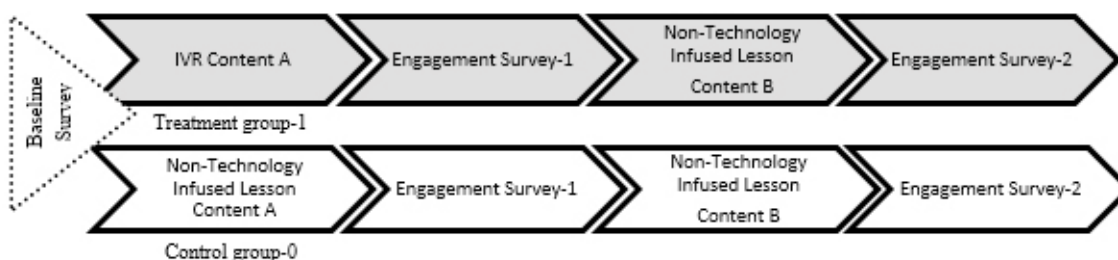 Baseline
Survey
IVR Content A
Engagement Survey-1
Non-Technology
Infused Lesson
Content B
Engagement Survey-2
Treatment group-1
Non-Technology
Infused Lesson
Content A
Engagement Survey-1
Non-Technology
Infused Lesson
Content B
Engagement Survey-2
Control group-0